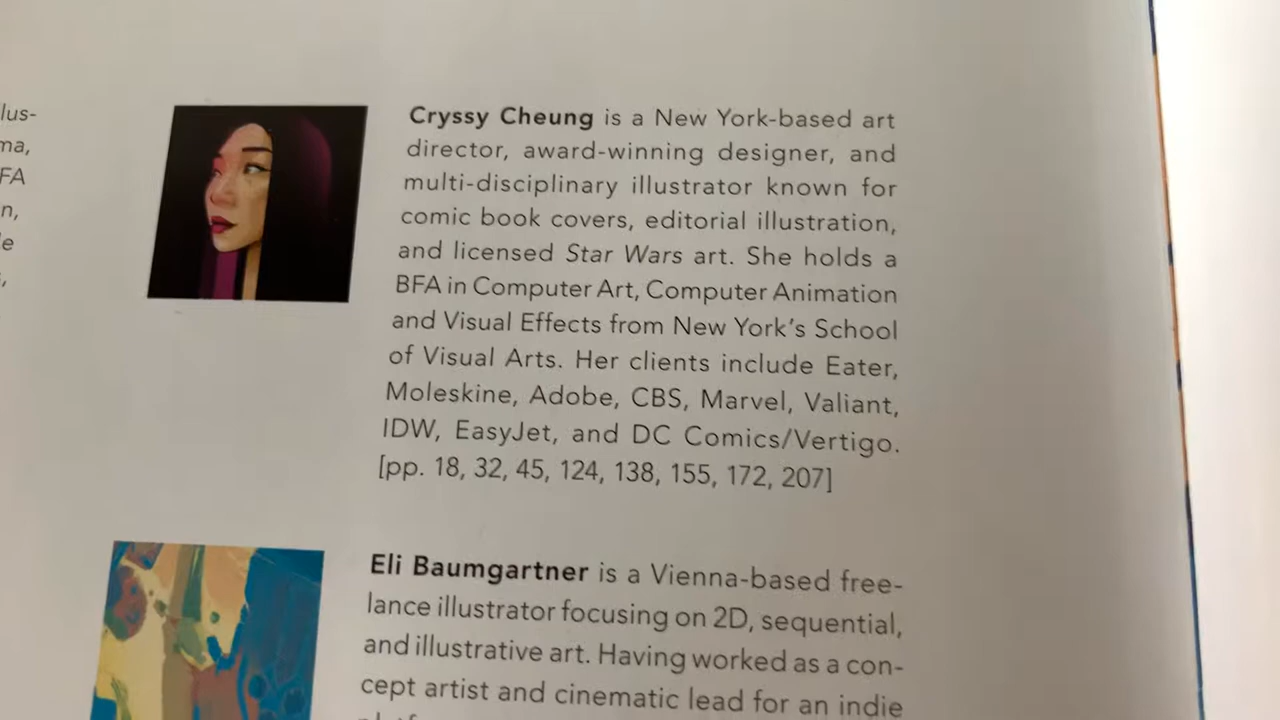 lus-
ma,
FA
n,
le
,
Cryssy Cheung is a New York-based art
director, award-winning designer, and
multi-disciplinary illustrator known for
comic book covers, editorial illustration,
and licensed Star Wars art. She holds a
BFA in Computer Art, Computer Animation
and Visual Effects from New York’s School
of Visual Arts. Her clients include Eater,
Moleskine, Adobe, CBS, Marvel, Valiant,
IDW, EasyJet, and DC Comics/Vertigo.
[pp. 18, 32, 45, 124, 138, 155, 172, 207]
Eli Baumgartner is a Vienna-based free-
lance illustrator focusing on 2D, sequential,
and illustrative art. Having worked as a con-
cept artist and cinematic lead for an indie